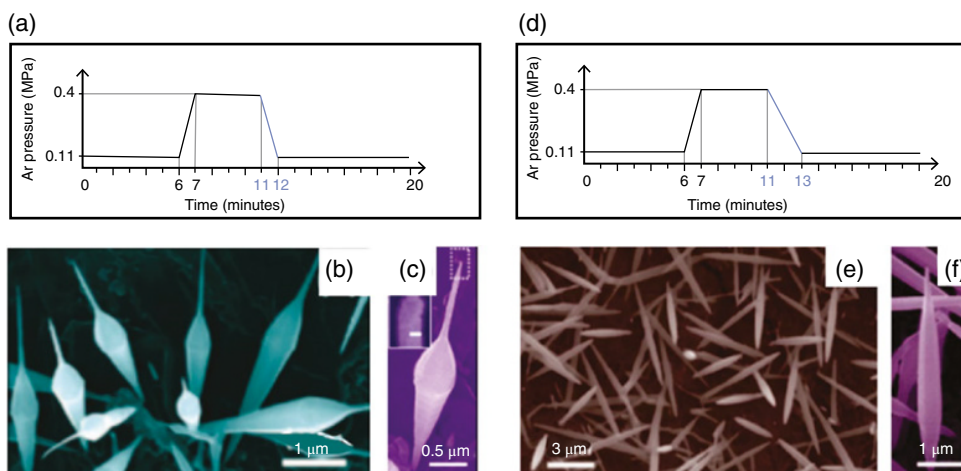 (a)
Ar pressure (MPa)
0.4
0.11
0
6
7
11
12
20
Time (minutes)
(d)
Ar pressure (MPa)
0.4
0.11
0
6
7
11
13
20
Time (minutes)
(b)
1 μm
(c)
0.5 μm
(e)
3 μm
(f)
1 μm